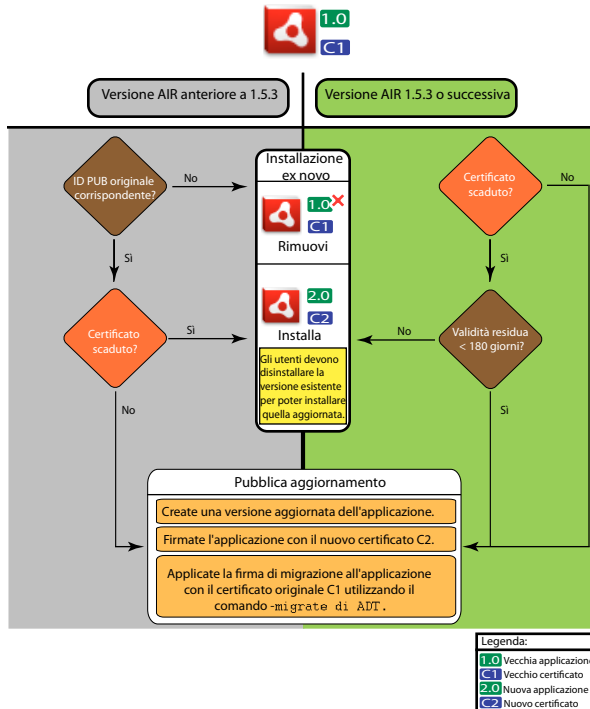 1.0
C1
Versione AIR anteriore a 1.5.3
Versione AIR 1.5.3 o successiva
ID PUB originale
corrispondente?
No
Sì
Certificato
scaduto?
Sì
No
Installazione
ex novo
1.0
C1
Rimuovi
2.0
C2
Installa
Gli utenti devono
disinstallare la
versione esistente
per poter installare
quella aggiornata.
Certificato
scaduto?
No
Sì
Validità residua
< 180 giorni?
No
Sì
Pubblica aggiornamento
Create una versione aggiornata dell'applicazione.
Firmate l'applicazione con il nuovo certificato C2.
Applicate la firma di migrazione all'applicazione
con il certificato originale C1 utilizzando il
comando -migrate di ADT.
Legenda:
1.0 Vecchia applicazione
C1 Vecchio certificato
2.0 Nuova applicazione
C2 Nuovo certificato